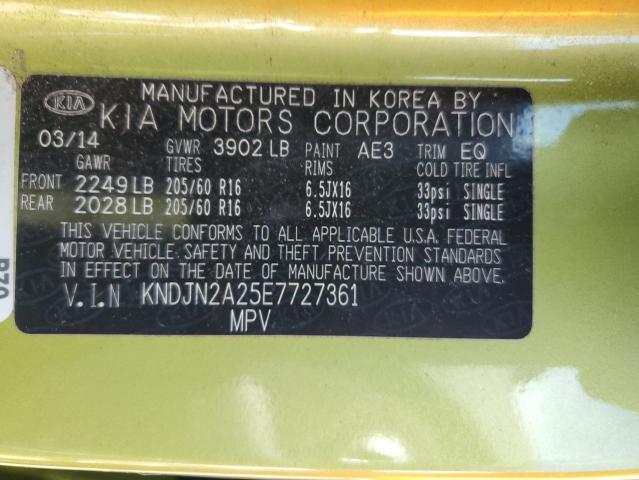 KIA
MANUFACTURED IN KOREA BY
KIA MOTORS CORPORATION
03/14 GVWR 3902 LB PAINT AE3 TRIM EQ
GAWR TIRES RIMS COLD TIRE INFL
FRONT 2249 LB 205/60 R16 6.5JX16 33psi SINGLE
REAR 2028 LB 205/60 R16 6.5JX16 33psi SINGLE
THIS VEHICLE CONFORMS TO ALL APPLICABLE U.S.A. FEDERAL
MOTOR VEHICLE SAFETY AND THEFT PREVENTION STANDARDS
IN EFFECT ON THE DATE OF MANUFACTURE SHOWN ABOVE.
V.I.N KNDJN2A25E7727361
MPV